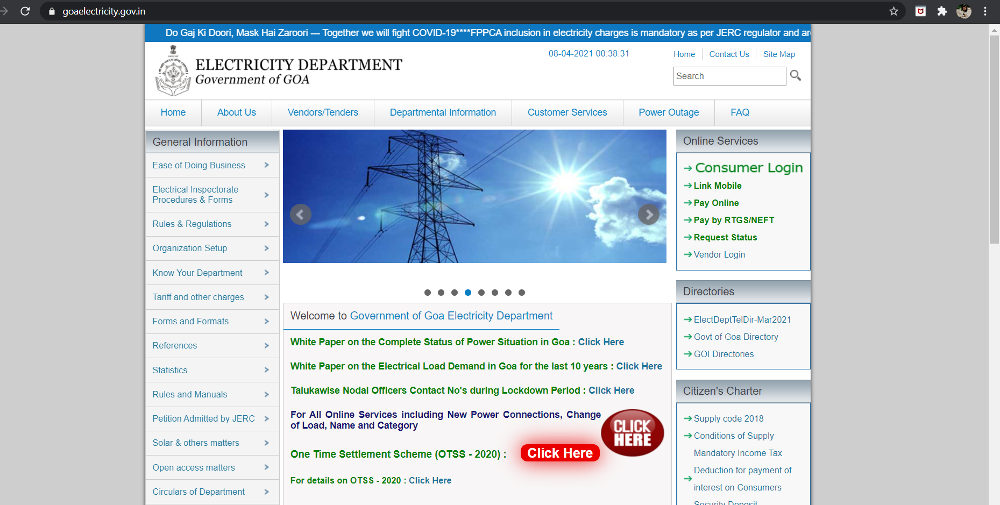 goaelectricity.gov.in
Do Gaj Ki Doori, Mask Hai Zaroori --- Together we will fight COVID-19****FPPCA inclusion in electricity charges is mandatory as per JERC regulator and
ELECTRICITY DEPARTMENT
Government of GOA
08-04-2021 00:38:31
Home
Contact Us
Site Map
Search
Home
About Us
Vendors/Tenders
Departmental Information
Customer Services
Power Outage
FAQ
General Information
Ease of Doing Business
Electrical Inspectorate
Procedures & Forms
Rules & Regulations
Organization Setup
Know Your Department
Tariff and other charges
Forms and Formats
References
Statistics
Rules and Manuals
Petition Admitted by JERC
Solar & others matters
Open access matters
Circulars of Department
Welcome to Government of Goa Electricity Department
White Paper on the Complete Status of Power Situation in Goa : Click Here
White Paper on the Electrical Load Demand in Goa for the last 10 years : Click Here
Talukawise Nodal Officers Contact No's during Lockdown Period : Click Here
For All Online Services including New Power Connections, Change
of Load, Name and Category
CLICK
HERE
One Time Settlement Scheme (OTSS - 2020) : Click Here
For details on OTSS - 2020 : Click Here
Online Services
Consumer Login
Link Mobile
Pay Online
Pay by RTGS/NEFT
Request Status
Vendor Login
Directories
ElectDeptTelDir-Mar2021
Govt of Goa Directory
GOI Directories
Citizen's Charter
Supply code 2018
Conditions of Supply
Mandatory Income Tax
Deduction for payment of
interest on Consumers
Security Deposit